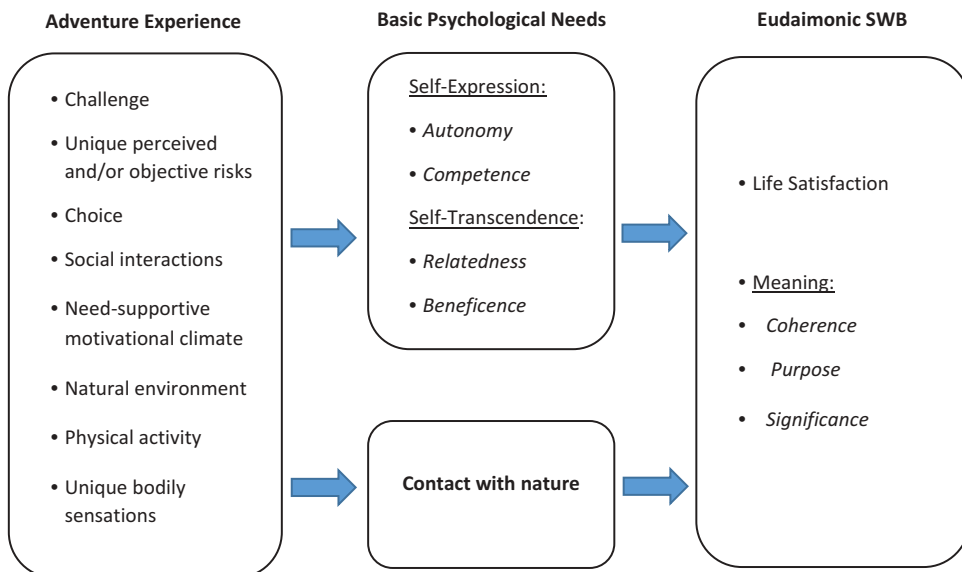 Adventure Experience
• Challenge
• Unique perceived
and/or objective risks
• Choice
• Social interactions
• Need-supportive
motivational climate
• Natural environment
• Physical activity
• Unique bodily
sensations
Basic Psychological Needs
Self-Expression:
• Autonomy
• Competence
Self-Transcendence:
• Relatedness
• Beneficence
Contact with nature
Eudaimonic SWB
• Life Satisfaction
• Meaning:
• Coherence
• Purpose
• Significance